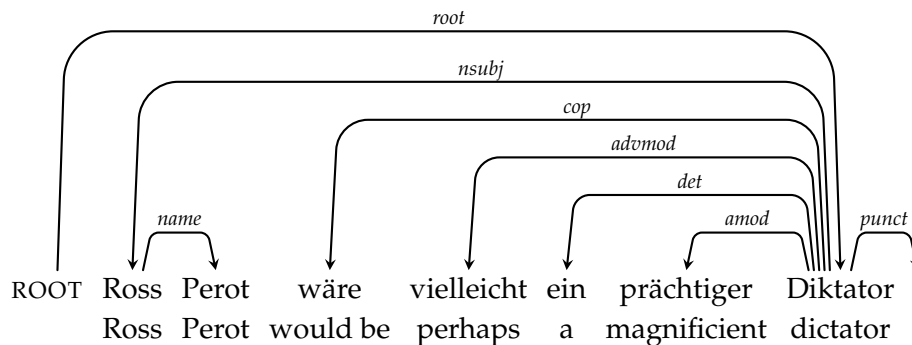 root
nsubj
cop
advmod
det
name amod punct
ROOT Ross Perot wäre vielleicht ein prächtiger Diktator
Ross Perot would be perhaps a magnificient dictator